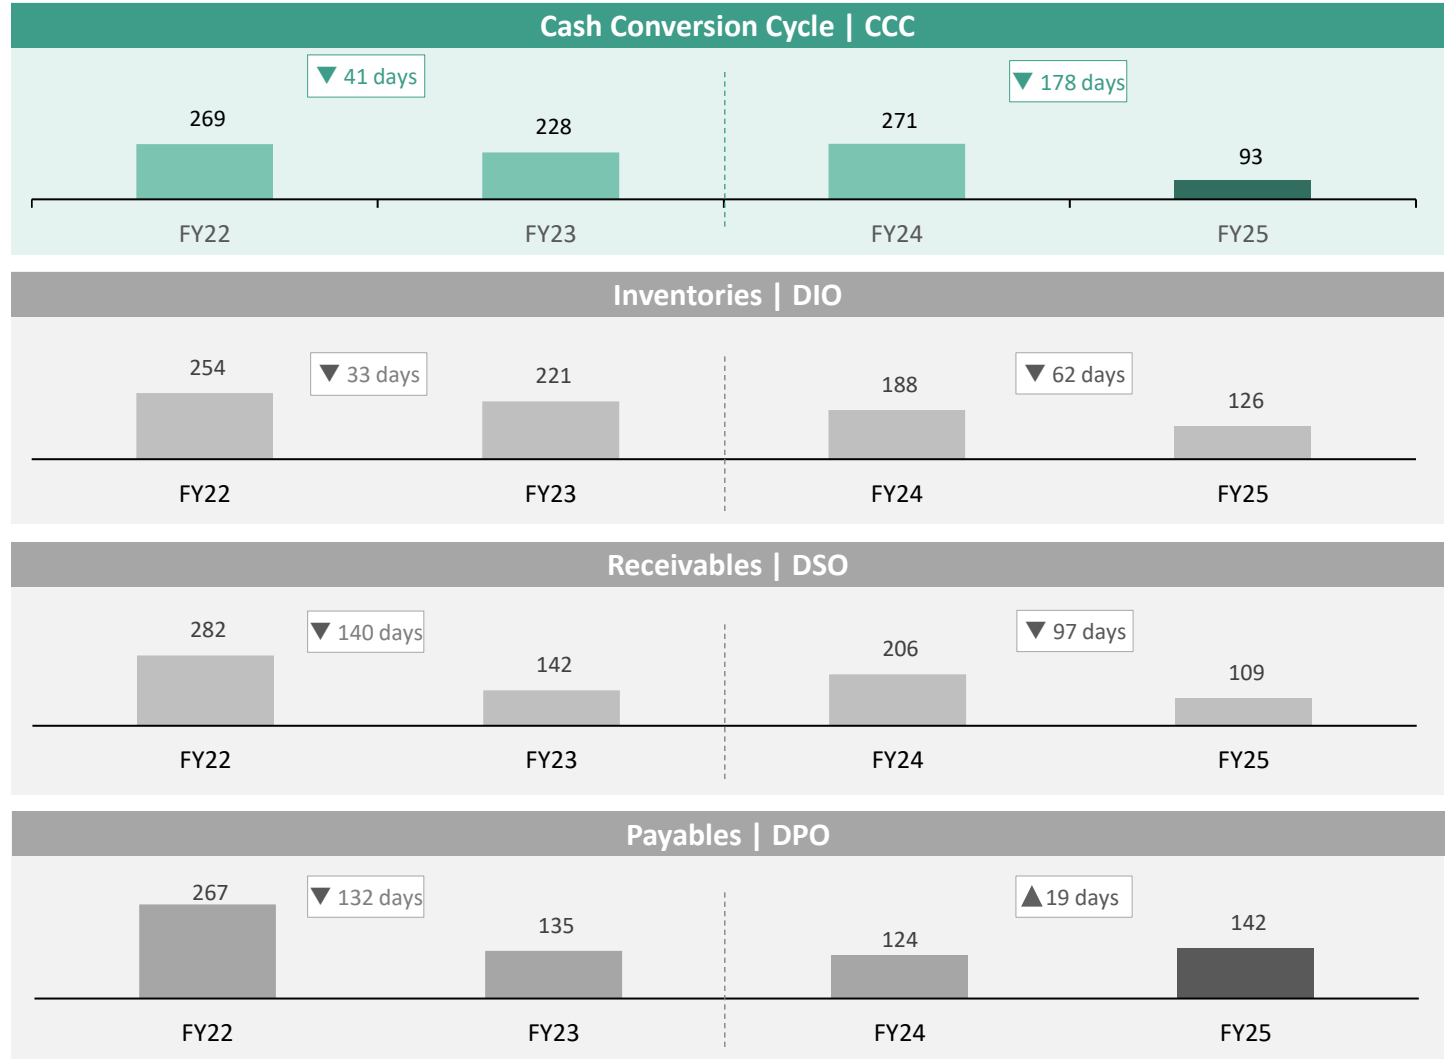 Cash Conversion Cycle | CCC
▼ 41 days
▼ 178 days
269
228
271
93
FY22
FY23
FY24
FY25
Inventories | DIO
254
▼ 33 days
221
188
▼ 62 days
126
FY22
FY23
FY24
FY25
Receivables | DSO
282
▼ 140 days
142
206
▼ 97 days
109
FY22
FY23
FY24
FY25
Payables | DPO
267
▼ 132 days
135
124
▲ 19 days
142
FY22
FY23
FY24
FY25